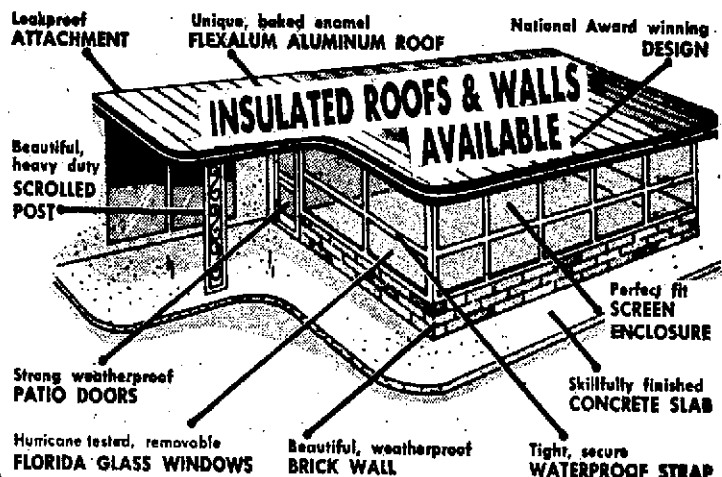 Leakproof
ATTACHMENT
Unique, baked enamel
FLEXALUM ALUMINUM ROOF
National Award winning
DESIGN
INSULATED ROOFS & WALLS
AVAILABLE
Beautiful,
heavy duty
SCROLLED
POST
Perfect fit
SCREEN
ENCLOSURE
Strong weatherproof
PATIO DOORS
Skillfully finished
CONCRETE SLAB
Hurricane tested, removable
FLORIDA GLASS WINDOWS
Beautiful, weatherproof
BRICK WALL
Tight, secure
WATERPROOF STRAP